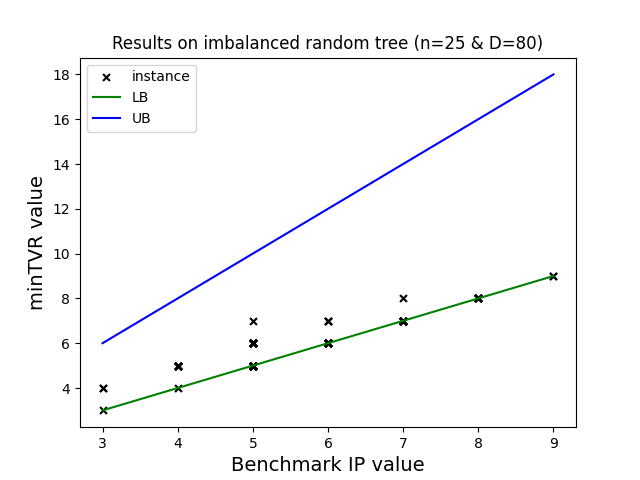 Results on imbalanced random tree (n=25 & D=80)
instance
LB
UB
18
16
14
12
10
8
6
4
minTVR value
3 4 5 6 7 8 9
Benchmark IP value